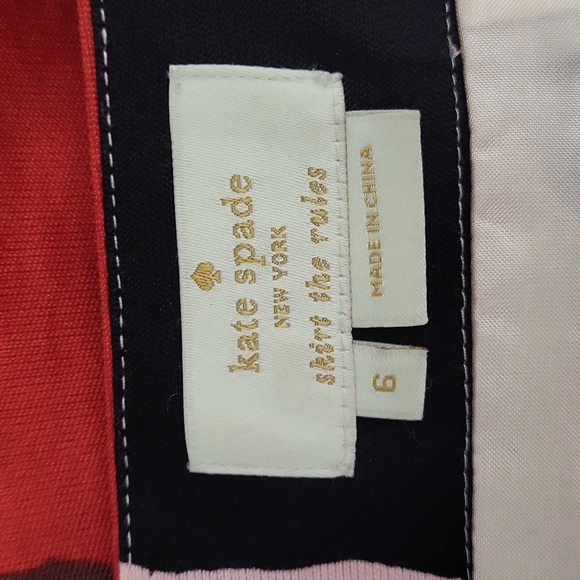 kate spade
NEW YORK
skirt the rules
MADE IN CHINA
6